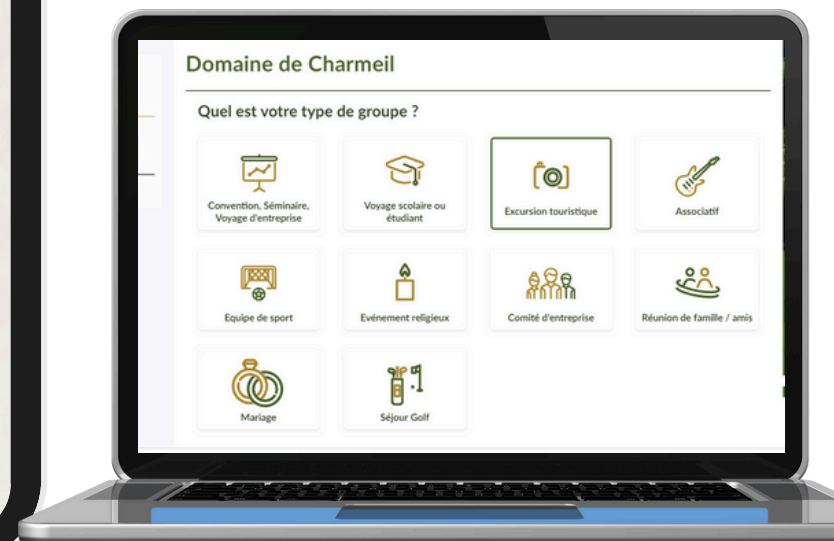 Domaine de Charmeil
Quel est votre type de groupe ?
Convention, Séminaire,
Voyage d'entreprise
Voyage scolaire ou
étudiant
Excursion touristique
Associatif
Equipe de sport
Evénement religieux
Comité d'entreprise
Réunion de famille / amis
Mariage
Séjour Golf